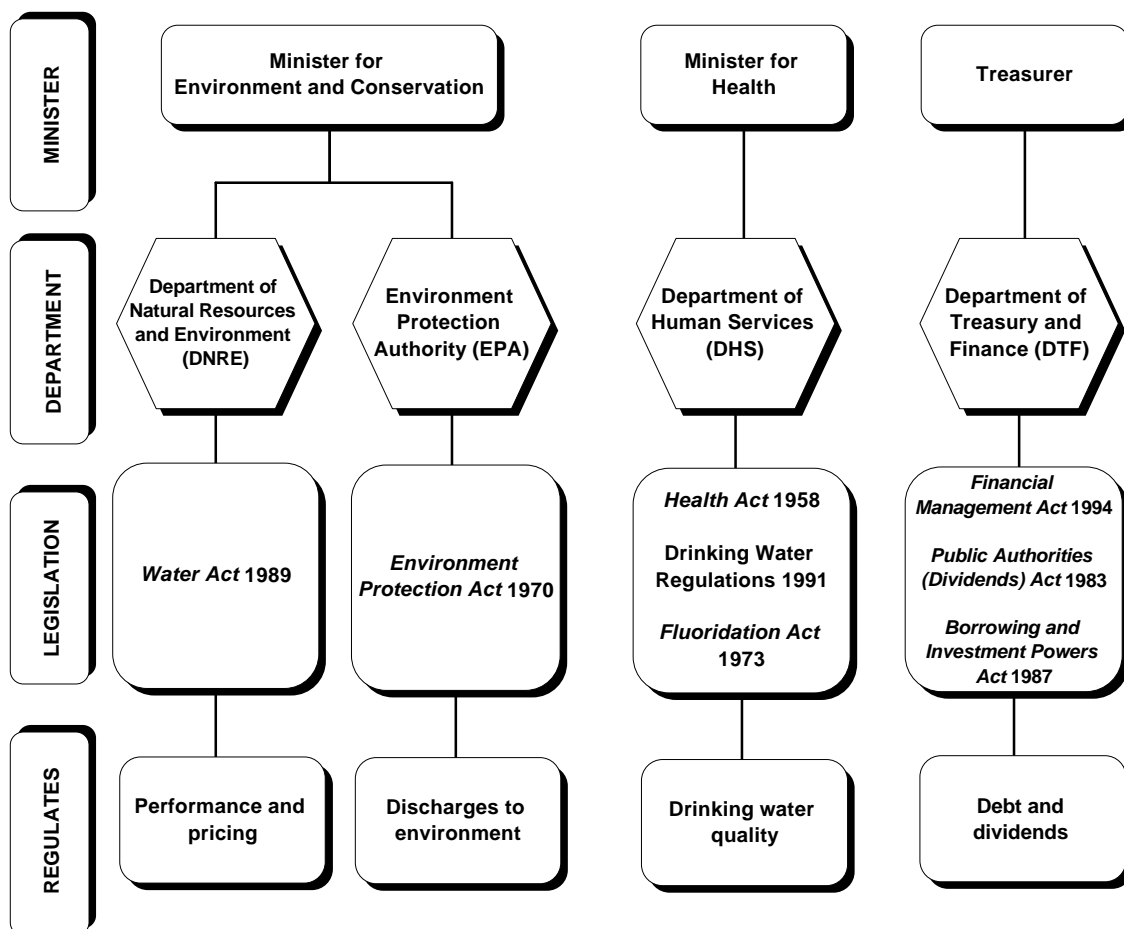 MINISTER
Minister for
Environment and Conservation
Minister for
Health
Treasurer
DEPARTMENT
Department of
Natural Resources
and Environment
(DNRE)
Environment
Protection
Authority (EPA)
Department of
Human Services
(DHS)
Department of
Treasury and
Finance (DTF)
LEGISLATION
Water Act 1989
Environment
Protection Act 1970
Health Act 1958
Drinking Water
Regulations 1991
Fluoridation Act
1973
Financial
Management Act 1994
Public Authorities
(Dividends) Act 1983
Borrowing and
Investment Powers
Act 1987
REGULATES
Performance and
pricing
Discharges to
environment
Drinking water
quality
Debt and
dividends